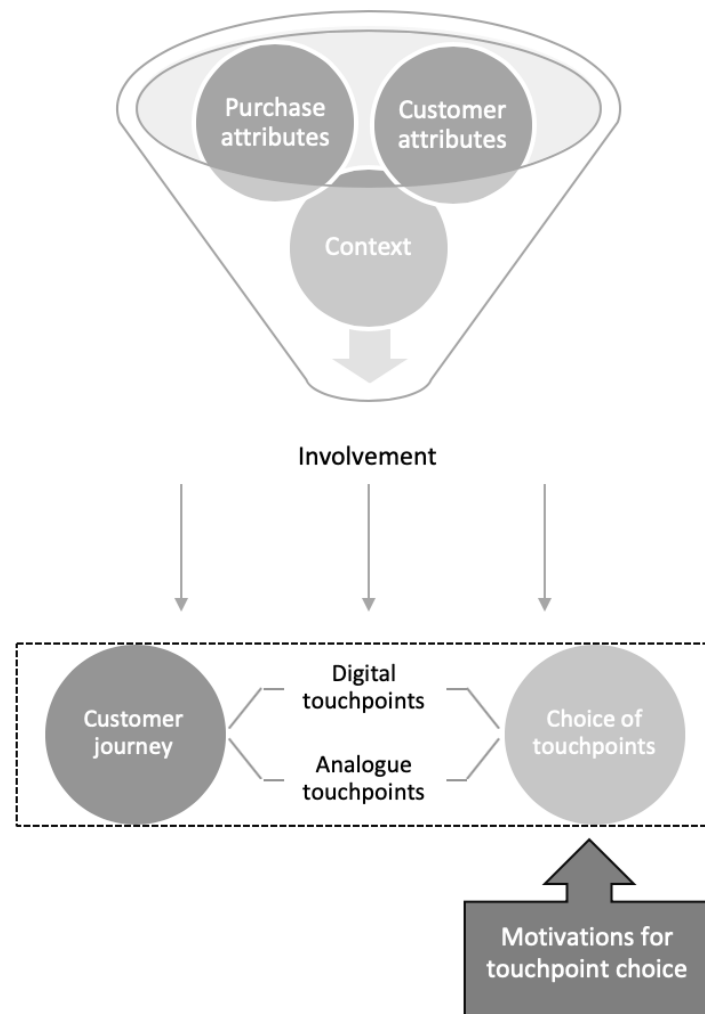 Purchase
attributes
Customer
attributes
Context
Involvement
Customer
journey
Digital
touchpoints
Analogue
touchpoints
Choice of
touchpoints
Motivations for
touchpoint choice